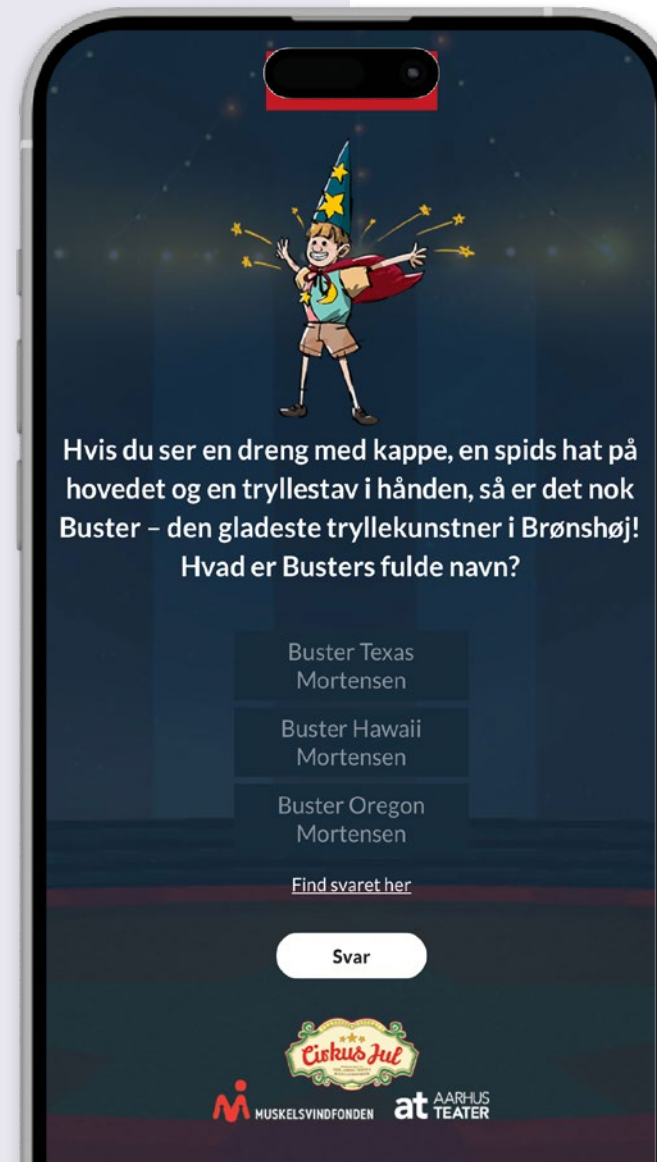 Hvis du ser en dreng med kappe, en spids hat på
hovedet og en tryllestav i hånden, så er det nok
Buster – den gladeste tryllekunstner i Brønshøj!
Hvad er Busters fulde navn?
Buster Texas
Mortensen
Buster Hawaii
Mortensen
Buster Oregon
Mortensen
Find svaret her
Svar
Cirkus Jul
MUSKELSVINDFONDEN at AARHUS
TEATER